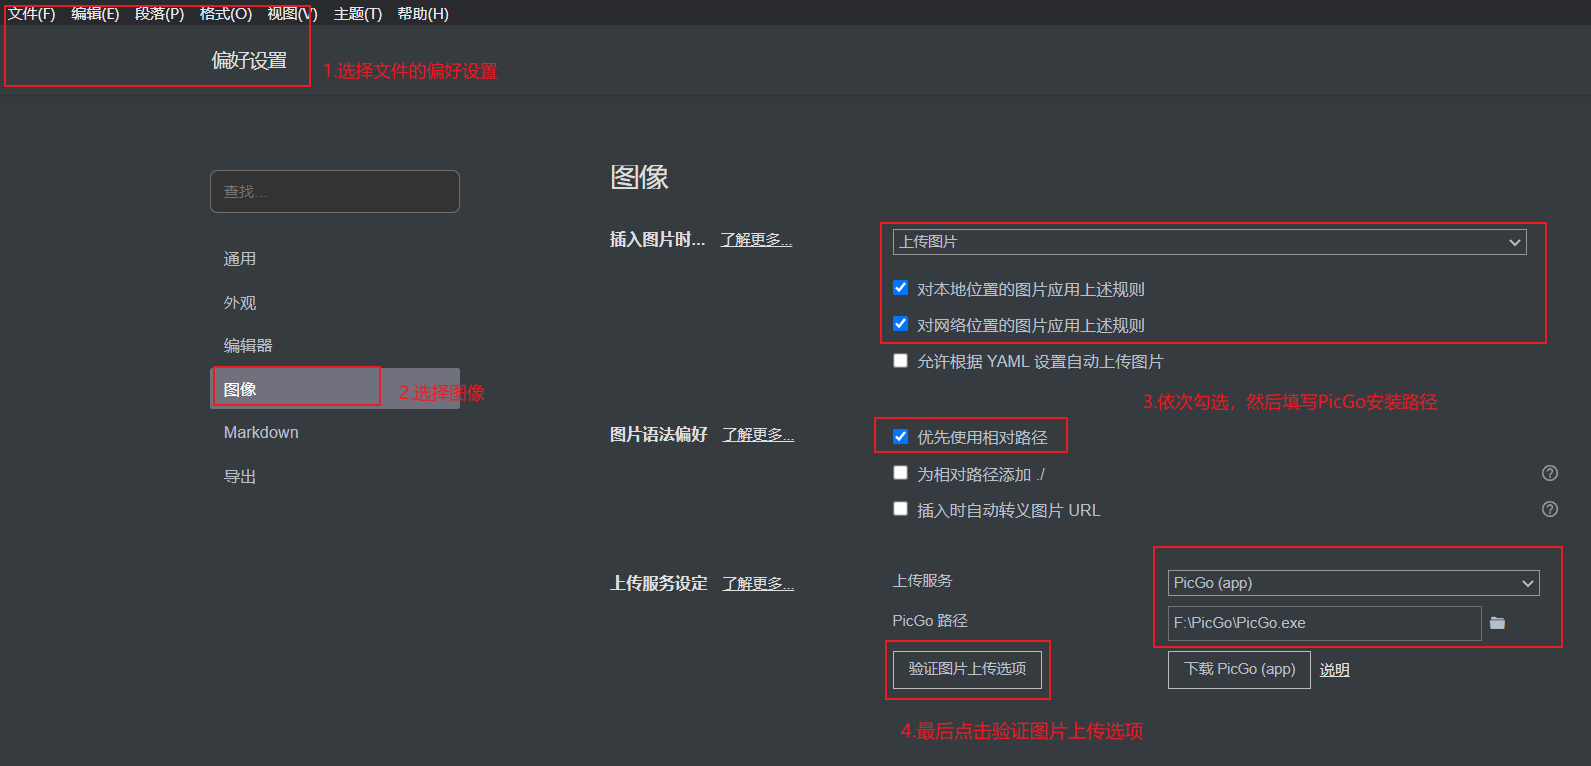 文件(F) 编辑(E) 段落(P) 格式(O) 视图(V) 主题(T) 帮助(H)
偏好设置
1.选择文件的偏好设置
图像
查找...
插入图片时... 了解更多...
上传图片
通用
对本地位置的图片应用上述规则
外观
对网络位置的图片应用上述规则
编辑器
允许根据 YAML 设置自动上传图片
图像
2.选择图像
3.依次勾选，然后填写PicGo安装路径
Markdown
图片语法偏好 了解更多...
优先使用相对路径
导出
为相对路径添加 ./
插入时自动转义图片 URL
上传服务设定 了解更多...
上传服务
PicGo (app)
PicGo 路径
F:\PicGo\PicGo.exe
验证图片上传选项
下载 PicGo (app) 说明
4.最后点击验证图片上传选项